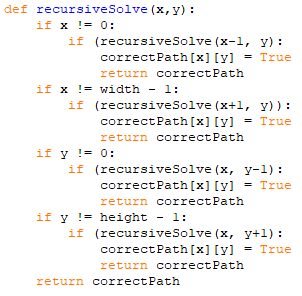 def recursiveSolve(x,y):
    if x != 0:
        if (recursiveSolve(x-1, y):
            correctPath[x][y] = True
            return correctPath
    if x != width - 1:
        if (recursiveSolve(x+1, y)):
            correctPath[x][y] = True
            return correctPath
    if y != 0:
        if (recursiveSolve(x, y-1):
            correctPath[x][y] = True
            return correctPath
    if y != height - 1:
        if (recursiveSolve(x, y+1):
            correctPath[x][y] = True
            return correctPath
    return correctPath